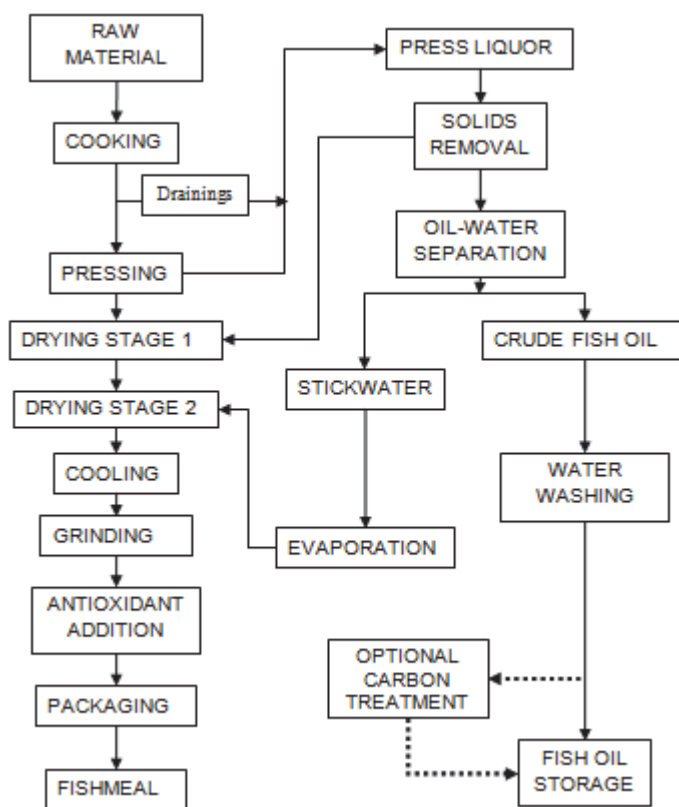 RAW
MATERIAL
COOKING
Drainings
PRESSING
DRYING STAGE 1
DRYING STAGE 2
COOLING
GRINDING
ANTIOXIDANT
ADDITION
PACKAGING
FISHMEAL
PRESS LIQUOR
SOLIDS
REMOVAL
OIL-WATER
SEPARATION
STICKWATER
EVAPORATION
CRUDE FISH OIL
WATER
WASHING
OPTIONAL
CARBON
TREATMENT
FISH OIL
STORAGE